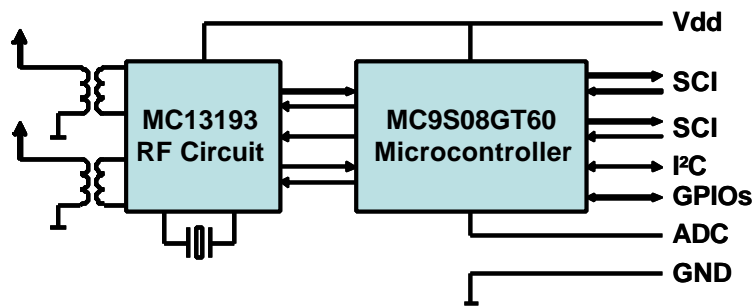 Vdd
MC13193
RF Circuit
MC9S08GT60
Microcontroller
SCI
SCI
I²C
GPIOs
ADC
GND